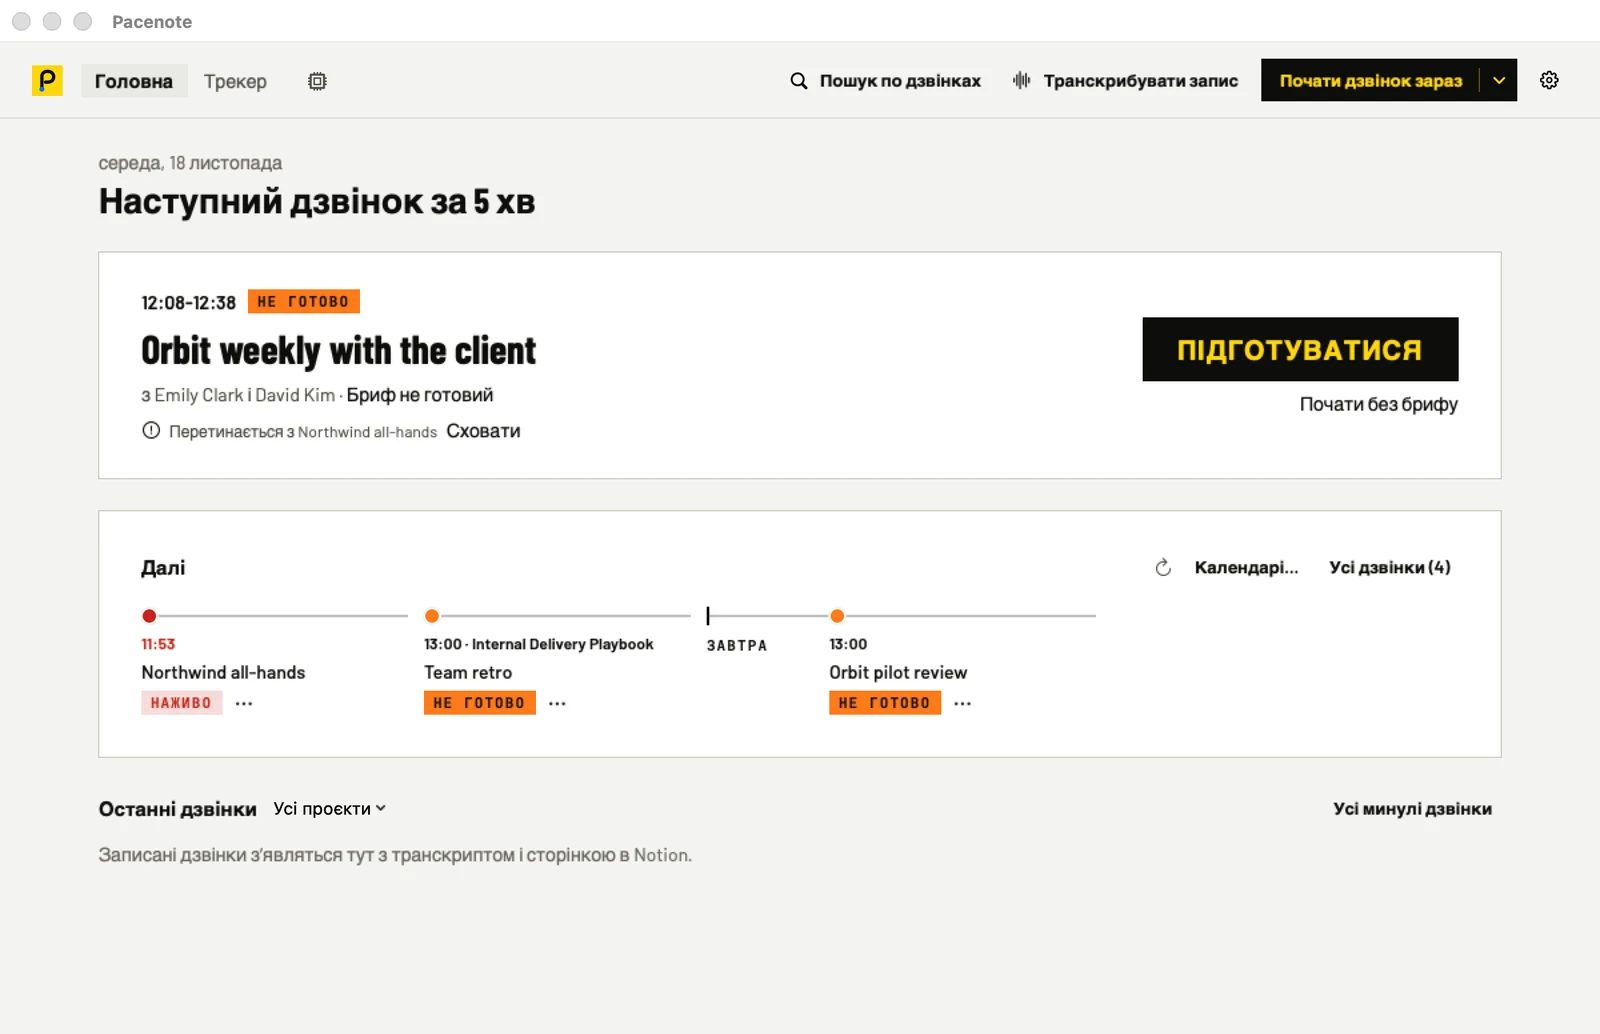 Pacenote
Головна
Трекер
Пошук по дзвінках
Транскрибувати запис
Почати дзвінок зараз
середа, 18 листопада
Наступний дзвінок за 5 хв
12:08–12:38 НЕ ГОТОВО
Orbit weekly with the client
з Emily Clark і David Kim · Бриф не готовий
Перетинається з Northwind all-hands Сховати
ПІДГОТУВАТИСЯ
Почати без брифу
Далі
Календарі...
Усі дзвінки (4)
11:53
Northwind all-hands
НАЖИВО ...
13:00 · Internal Delivery Playbook
Team retro
НЕ ГОТОВО ...
ЗАВТРА
13:00
Orbit pilot review
НЕ ГОТОВО ...
Останні дзвінки Усі проєкти
Усі минулі дзвінки
Записані дзвінки з’являться тут з транскриптом і сторінкою в Notion.